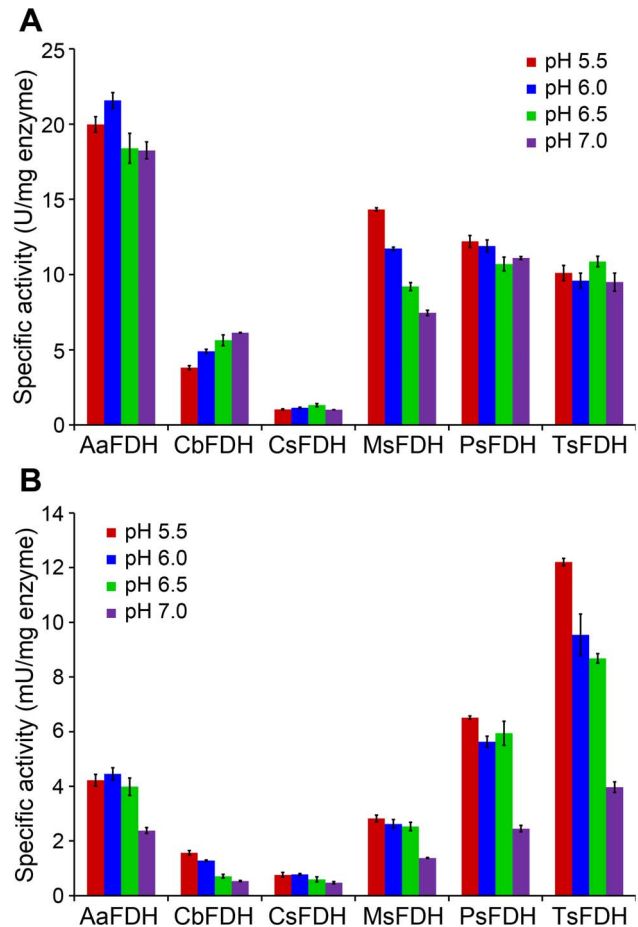 A
Specific activity (U/mg enzyme)
25
20
15
10
5
0
pH 5.5
pH 6.0
pH 6.5
pH 7.0
AaFDH CbFDH CsFDH MsFDH PsFDH TsFDH
B
Specific activity (mU/mg enzyme)
14
12
10
8
6
4
2
0
pH 5.5
pH 6.0
pH 6.5
pH 7.0
AaFDH CbFDH CsFDH MsFDH PsFDH TsFDH